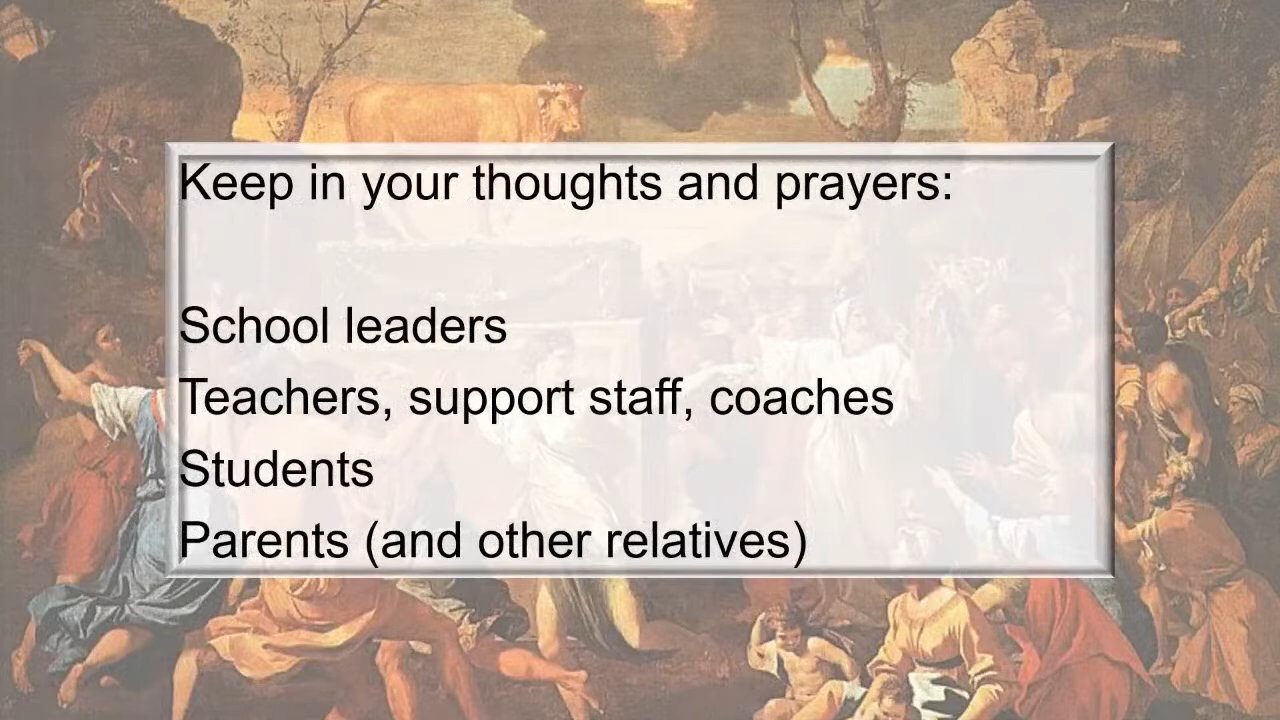 Keep in your thoughts and prayers:
School leaders
Teachers, support staff, coaches
Students
Parents (and other relatives)